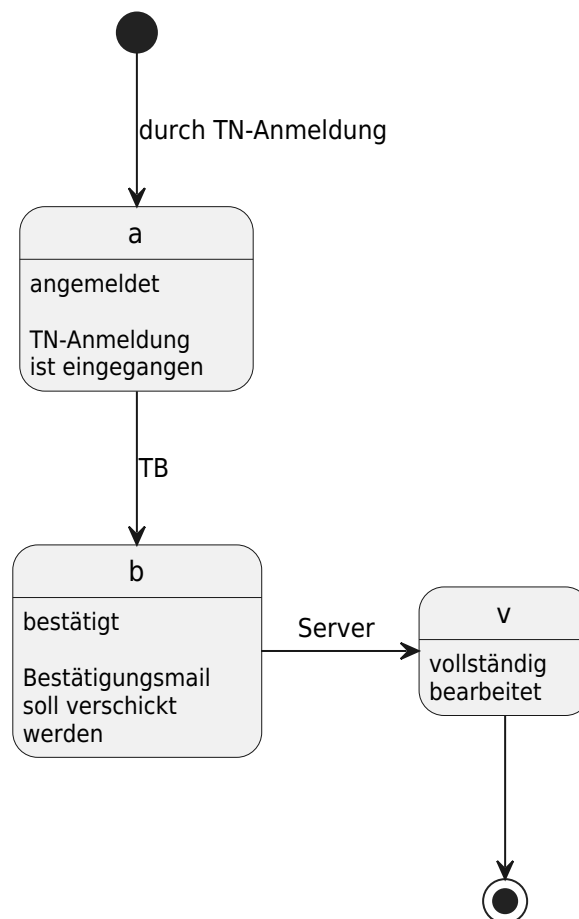 durch TN-Anmeldung
a
angemeldet
TN-Anmeldung
ist eingegangen
TB
b
bestätigt
Bestätigungsmail
soll verschickt
werden
Server
v
vollständig
bearbeitet